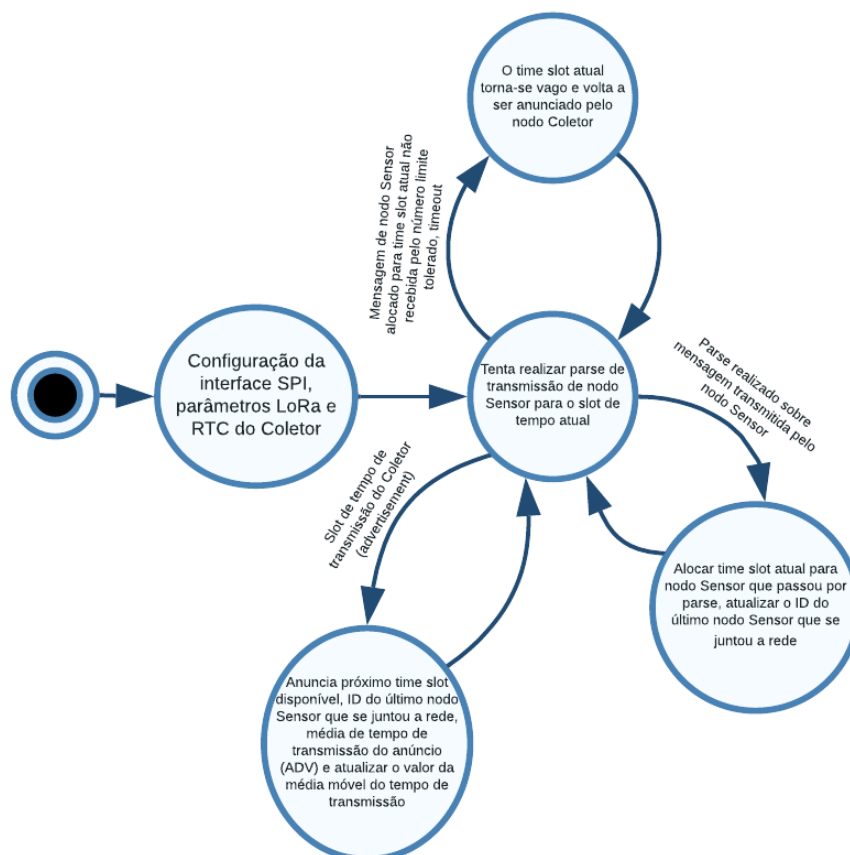 O time slot atual
torna-se vago e volta a
ser anunciado pelo
nodo Coletor
Mensagem de nodo Sensor
alocado para time slot atual não
recebida pelo número limite
tolerado, timeout
Configuração da
interface SPI,
parâmetros LoRa e
RTC do Coletor
Tenta realizar parse de
transmissão de nodo
Sensor para o slot de
tempo atual
Parse realizado sobre
mensagem transmitida pelo
nodo Sensor
Slot de tempo de
transmissão do Coletor
(advertisement)
Alocar time slot atual para
nodo Sensor que passou por
parse, atualizar o ID do
último nodo Sensor que se
juntou a rede
Anuncia próximo time slot
disponível, ID do último nodo
Sensor que se juntou a rede,
média de tempo de
transmissão do anúncio
(ADV) e atualizar o valor da
média móvel do tempo de
transmissão